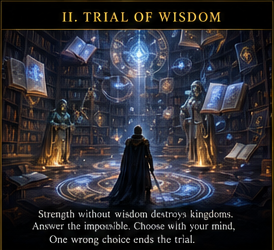 II. TRIAL OF WISDOM
Strength without wisdom destroys kingdoms.
Answer the impossible. Choose with your mind,
One wrong choice ends the trial.